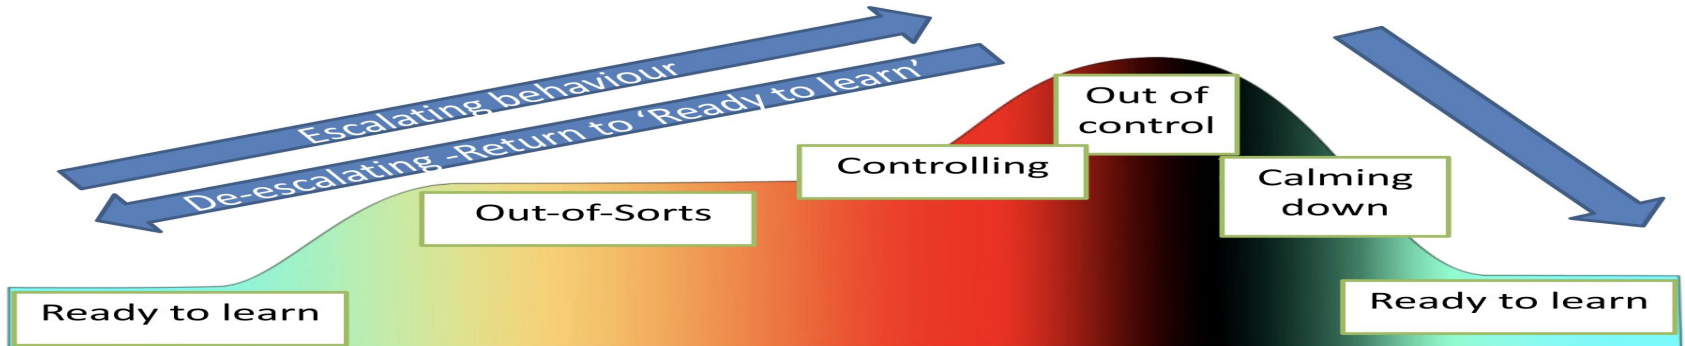 Escalating behaviour
De-escalating -Return to ‘Ready to learn’
Out of
control
Controlling
Calming
down
Out-of-Sorts
Ready to learn
Ready to learn